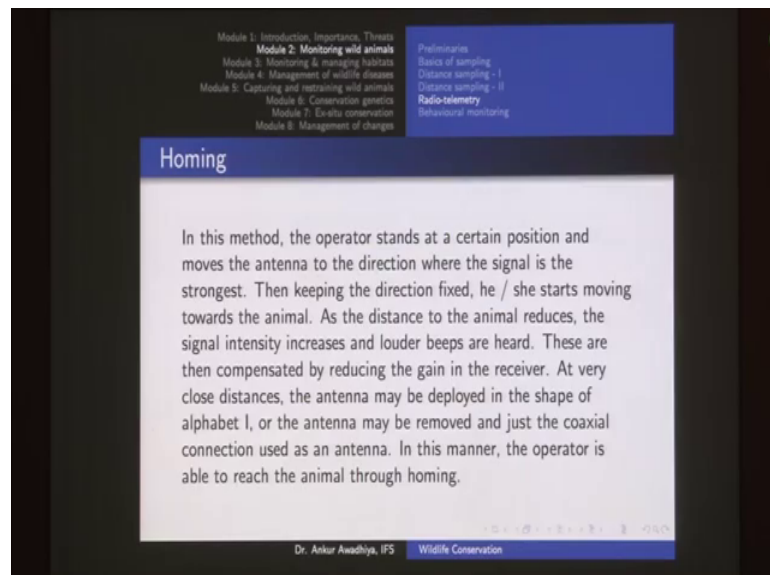 Module 1: Introduction, Importance, Threats
Module 2: Monitoring wild animals
Module 3: Monitoring & managing habitats
Module 4: Management of wildlife diseases
Module 5: Capturing and restraining wild animals
Module 6: Conservation genetics
Module 7: Ex-situ conservation
Module 8: Management of changes
Preliminaries
Basics of sampling
Distance sampling - I
Distance sampling - II
Radio-telemetry
Behavioural monitoring
Homing
In this method, the operator stands at a certain position and
moves the antenna to the direction where the signal is the
strongest. Then keeping the direction fixed, he / she starts moving
towards the animal. As the distance to the animal reduces, the
signal intensity increases and louder beeps are heard. These are
then compensated by reducing the gain in the receiver. At very
close distances, the antenna may be deployed in the shape of
alphabet I, or the antenna may be removed and just the coaxial
connection used as an antenna. In this manner, the operator is
able to reach the animal through homing.
Dr. Ankur Awadhiya, IFS
Wildlife Conservation